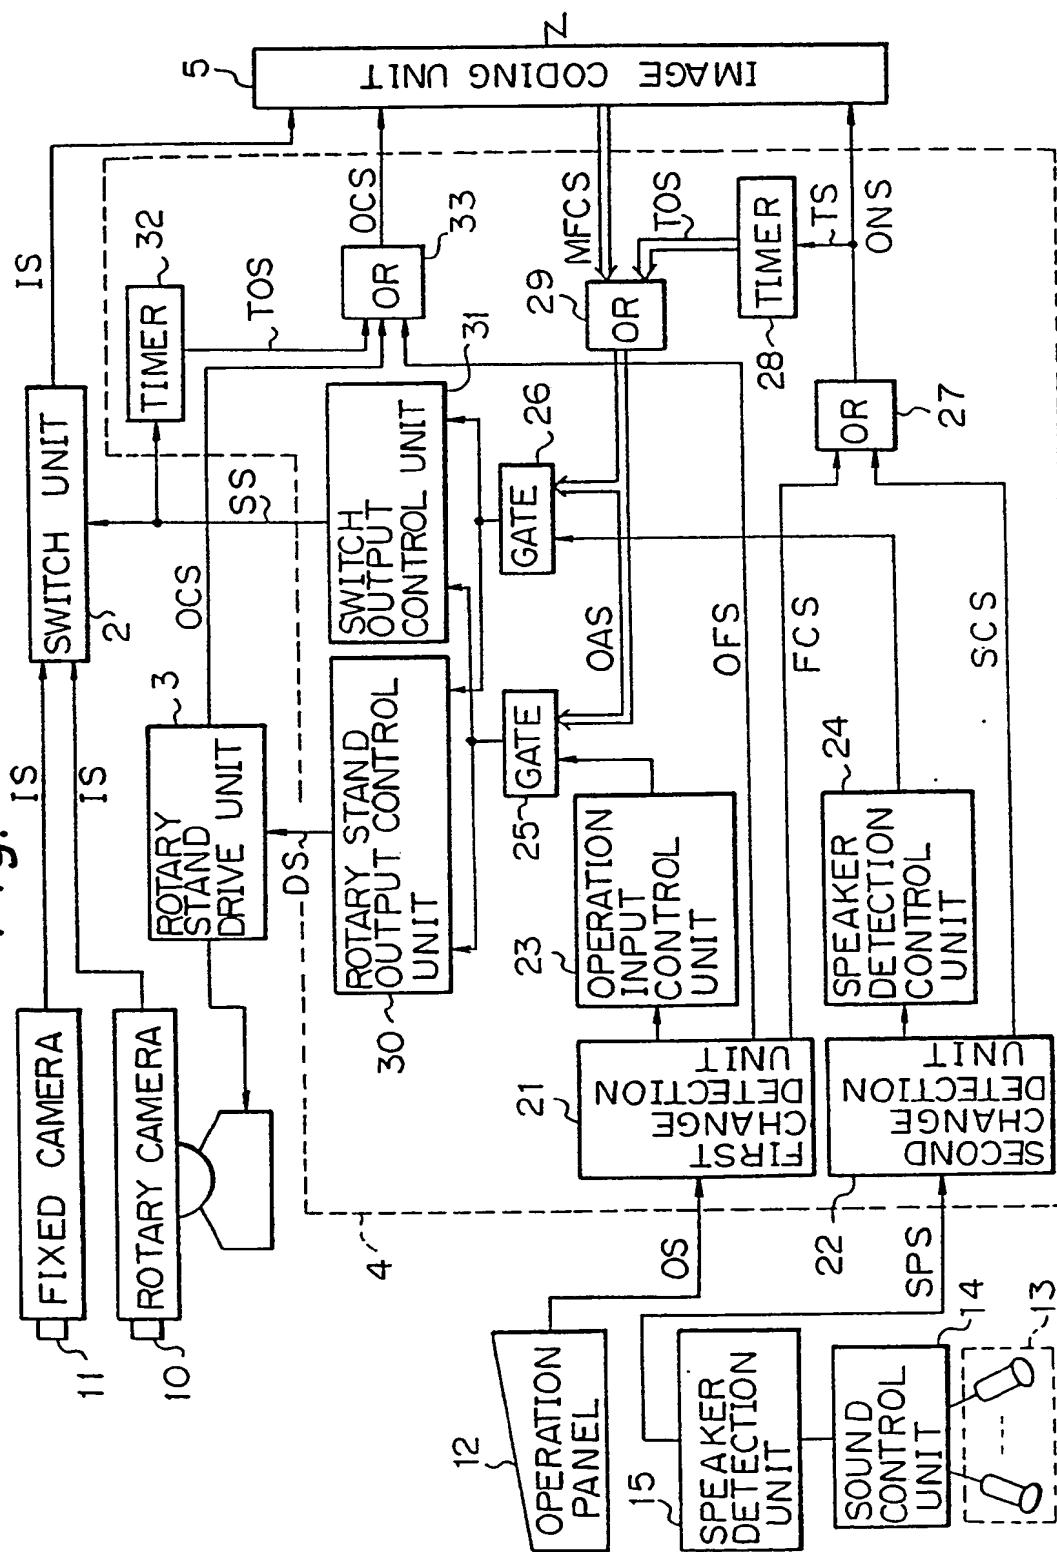 11
FIXED CAMERA
IS
2
SWITCH UNIT
IS
10
ROTARY CAMERA
IS
3
ROTARY
STAND
DRIVE UNIT
OCS
TIMER
32
TOS
5
IMAGE CODING UNIT
4
DS
SS
OCS
OR
33
30
ROTARY STAND
OUTPUT CONTROL
UNIT
SWITCH
OUTPUT
CONTROL UNIT
31
MFCS
29
OR
TOS
12
OPERATION
PANEL
OS
25
GATE
26
GATE
OAS
28
TIMER
TS
ONS
21
FIRST
CHANGE
DETECTION
UNIT
23
OPERATION
INPUT
CONTROL
UNIT
OFS
FCS
OR
27
15
SPEAKER
DETECTION
UNIT
SPS
22
SECOND
CHANGE
DETECTION
UNIT
24
SPEAKER
DETECTION
CONTROL
UNIT
SCS
SOUND
CONTROL
UNIT
14
13